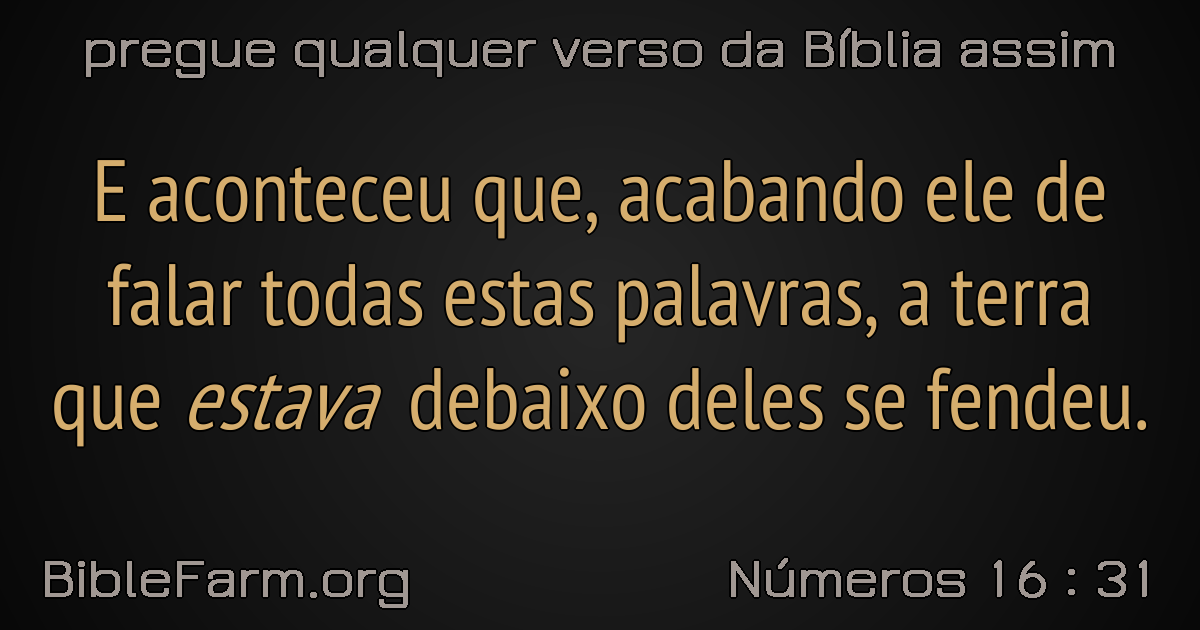 pregue qualquer verso da Bíblia assim
E aconteceu que, acabando ele de
falar todas estas palavras, a terra
que estava debaixo deles se fendeu.
BibleFarm.org
Números 16 : 31